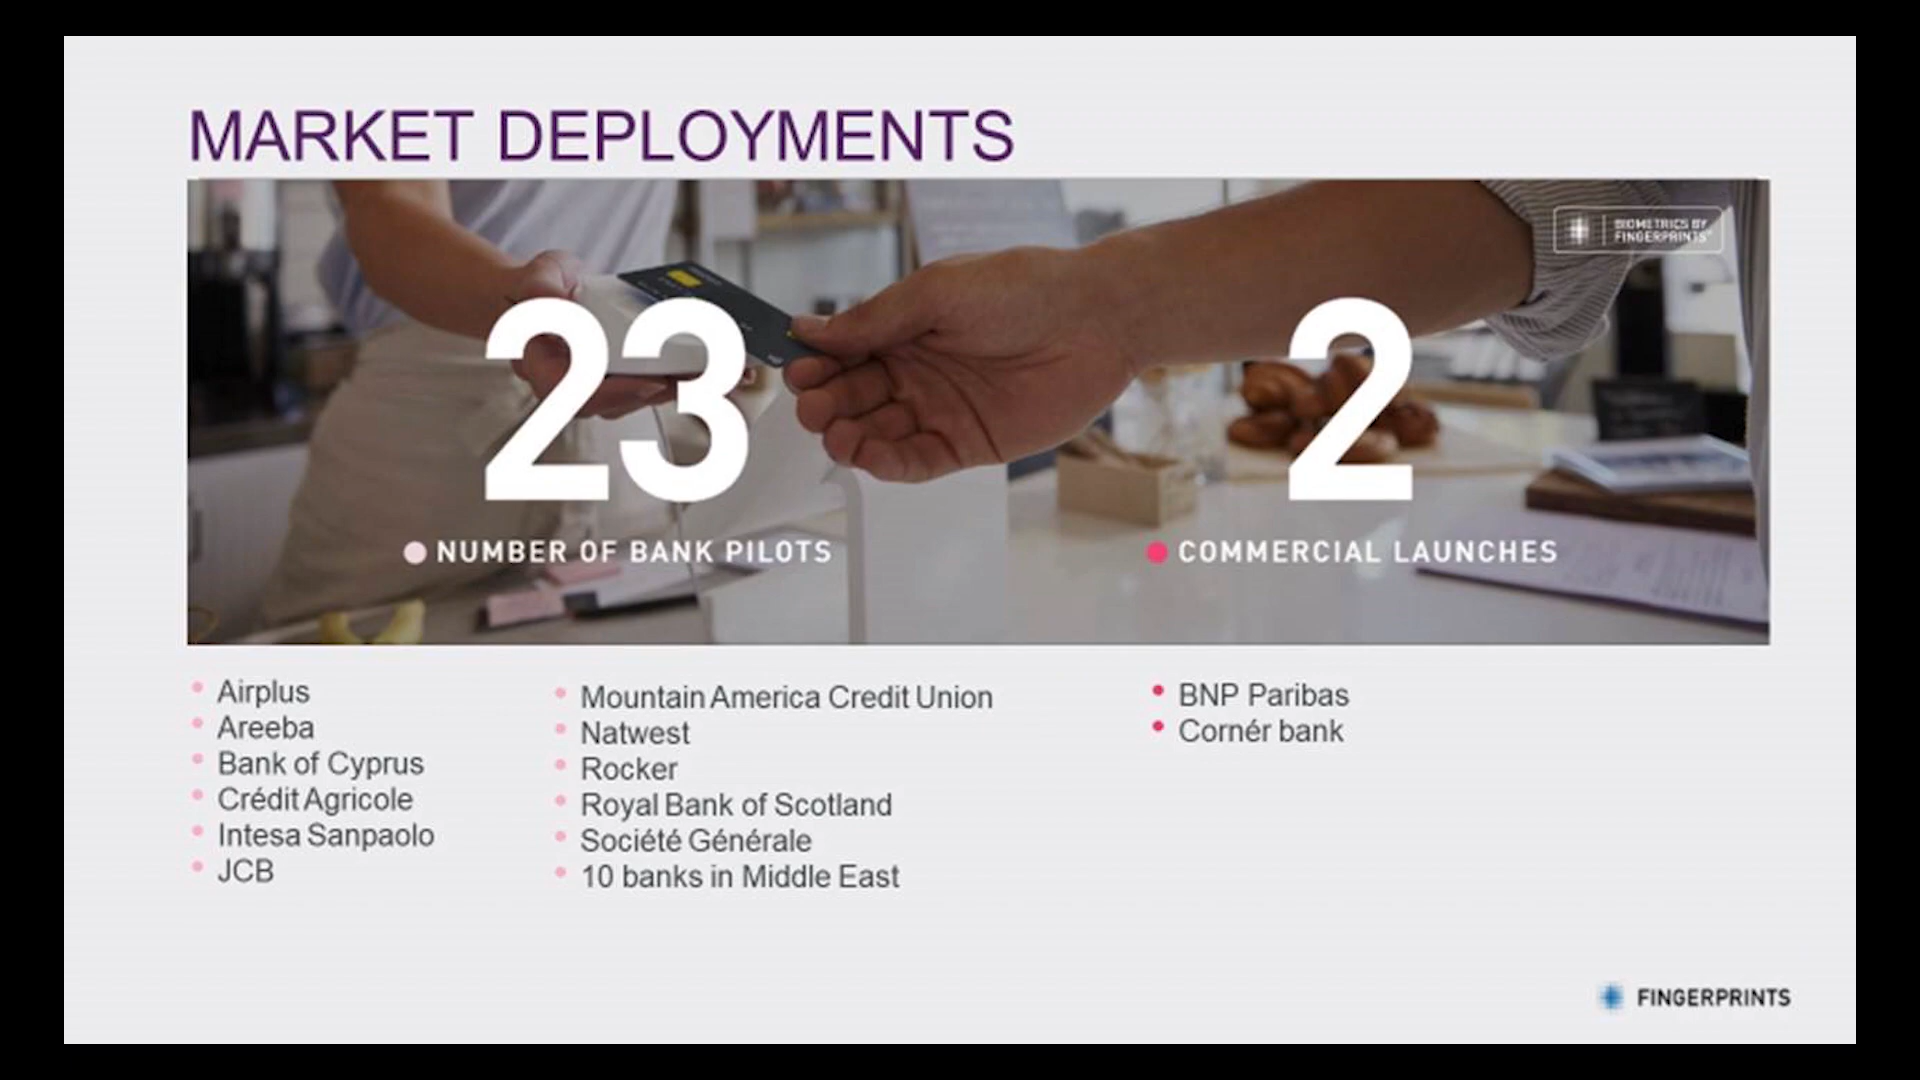 MARKET DEPLOYMENTS
BIOMETRICS BY
FINGERPRINTS
23
2
NUMBER OF BANK PILOTS
COMMERCIAL LAUNCHES
Airplus
Areeba
Bank of Cyprus
Crédit Agricole
Intesa Sanpaolo
JCB
Mountain America Credit Union
Natwest
Rocker
Royal Bank of Scotland
Société Générale
10 banks in Middle East
BNP Paribas
Cornér bank
FINGERPRINTS